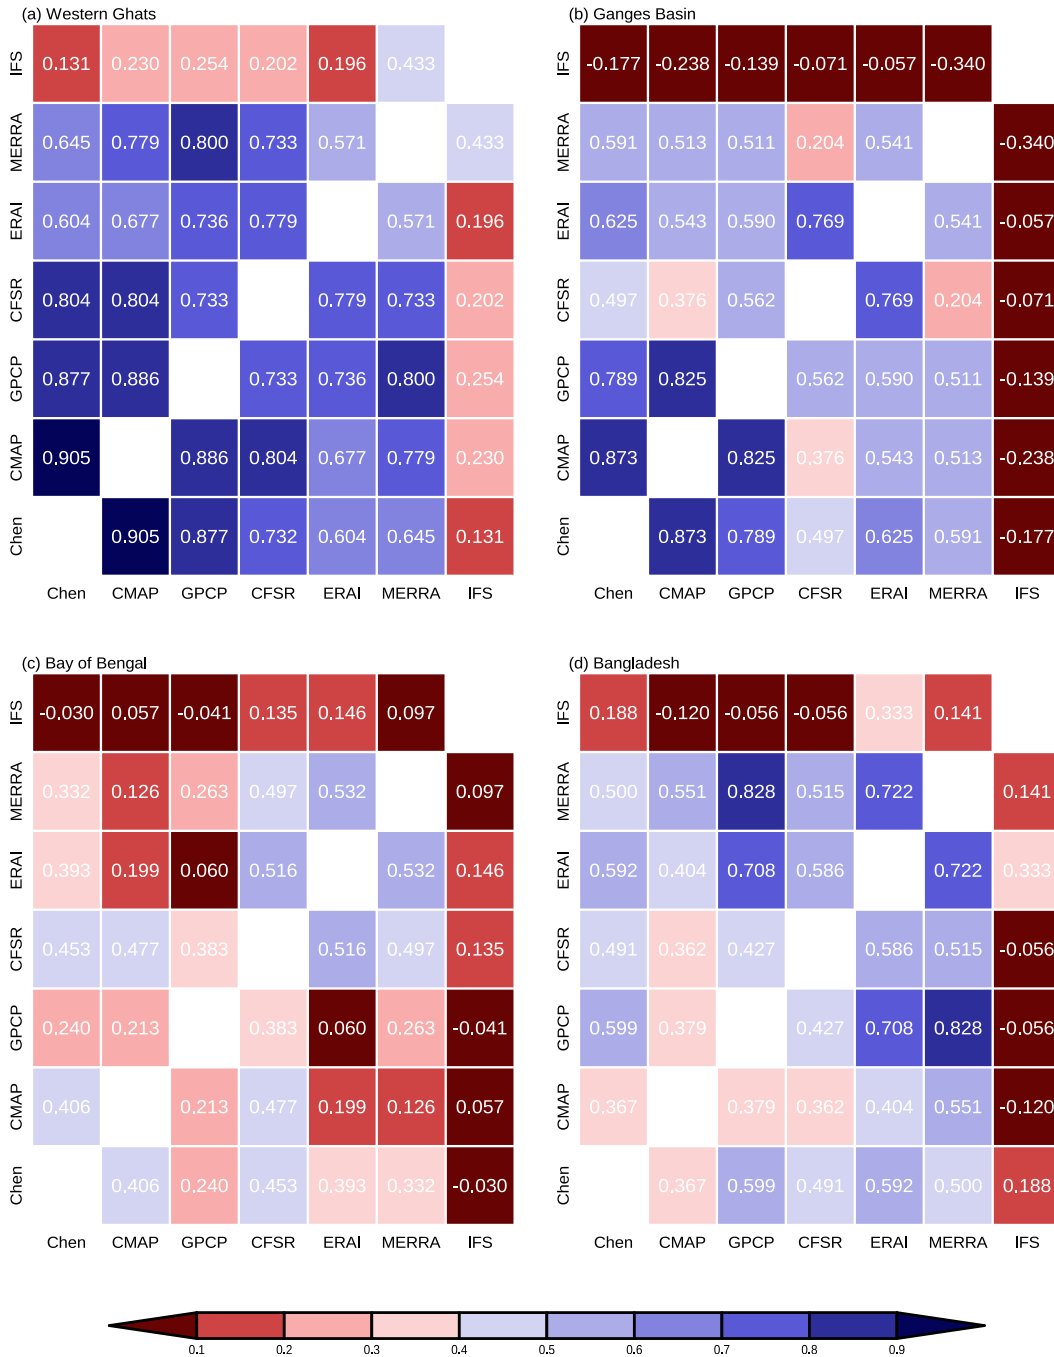 (a) Western Ghats
IFS 0.131 0.230 0.254 0.202 0.196 0.433
MERRA 0.645 0.779 0.800 0.733 0.571 0.433
ERAI 0.604 0.677 0.736 0.779 0.571 0.196
CFSR 0.804 0.804 0.733 0.779 0.733 0.202
GPCP 0.877 0.886 0.733 0.736 0.800 0.254
CMAP 0.905 0.886 0.804 0.677 0.779 0.230
Chen 0.905 0.877 0.732 0.604 0.645 0.131
Chen CMAP GPCP CFSR ERAI MERRA IFS
(b) Ganges Basin
IFS -0.177 -0.238 -0.139 -0.071 -0.057 -0.340
MERRA 0.591 0.513 0.511 0.204 0.541 -0.340
ERAI 0.625 0.543 0.590 0.769 0.541 -0.057
CFSR 0.497 0.376 0.562 0.769 0.204 -0.071
GPCP 0.789 0.825 0.562 0.590 0.511 -0.139
CMAP 0.873 0.825 0.376 0.543 0.513 -0.238
Chen 0.873 0.789 0.497 0.625 0.591 -0.177
Chen CMAP GPCP CFSR ERAI MERRA IFS
(c) Bay of Bengal
IFS -0.030 0.057 -0.041 0.135 0.146 0.097
MERRA 0.332 0.126 0.263 0.497 0.532 0.097
ERAI 0.393 0.199 0.060 0.516 0.532 0.146
CFSR 0.453 0.477 0.383 0.516 0.497 0.135
GPCP 0.240 0.213 0.383 0.060 0.263 -0.041
CMAP 0.406 0.213 0.477 0.199 0.126 0.057
Chen 0.406 0.240 0.453 0.393 0.332 -0.030
Chen CMAP GPCP CFSR ERAI MERRA IFS
(d) Bangladesh
IFS 0.188 -0.120 -0.056 -0.056 0.333 0.141
MERRA 0.500 0.551 0.828 0.515 0.722 0.141
ERAI 0.592 0.404 0.708 0.586 0.722 0.333
CFSR 0.491 0.362 0.427 0.586 0.515 -0.056
GPCP 0.599 0.379 0.427 0.708 0.828 -0.056
CMAP 0.367 0.379 0.362 0.404 0.551 -0.120
Chen 0.367 0.599 0.491 0.592 0.500 0.188
Chen CMAP GPCP CFSR ERAI MERRA IFS
0.1 0.2 0.3 0.4 0.5 0.6 0.7 0.8 0.9